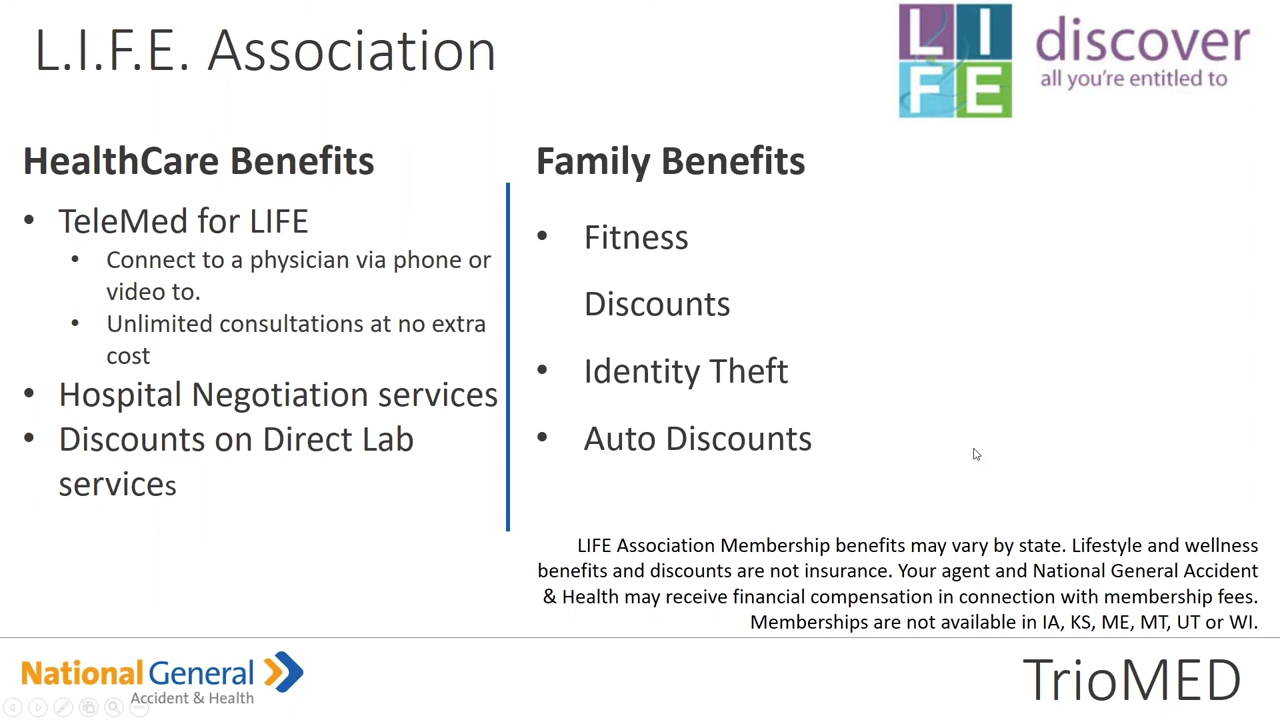 L.I.F.E. Association
LI
FE
discover
all you're entitled to
HealthCare Benefits
• TeleMed for LIFE
• Connect to a physician via phone or
video to.
• Unlimited consultations at no extra
cost
• Hospital Negotiation services
• Discounts on Direct Lab
services
Family Benefits
• Fitness
Discounts
• Identity Theft
• Auto Discounts
LIFE Association Membership benefits may vary by state. Lifestyle and wellness
benefits and discounts are not insurance. Your agent and National General Accident
& Health may receive financial compensation in connection with membership fees.
Memberships are not available in IA, KS, ME, MT, UT or WI.
National General
Accident & Health
TrioMED